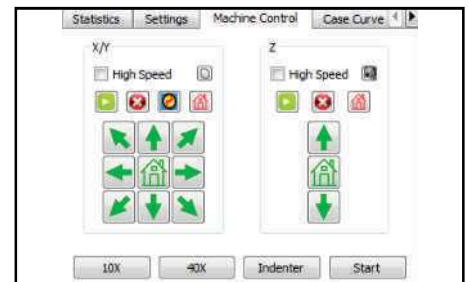 Statistics Settings Machine Control Case Curve
X/Y Z
High Speed High Speed
10X 40X Indenter Start